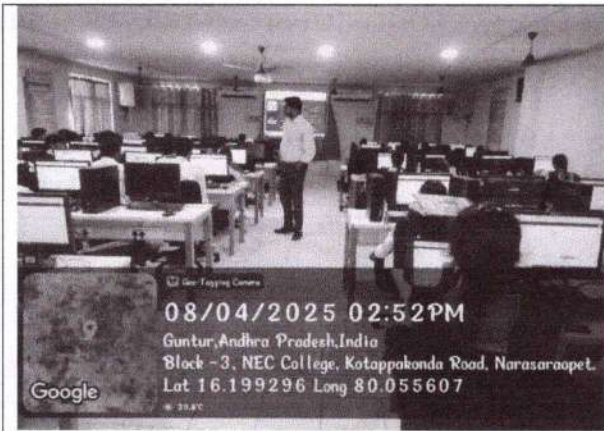 Geo-Tagging Camera
08/04/2025 02:52PM
Guntur,Andhra Pradesh,India
Block -3, NEC College, Kotappakonda Road, Narasaraopet.
Lat 16.199296 Long 80.055607
Google